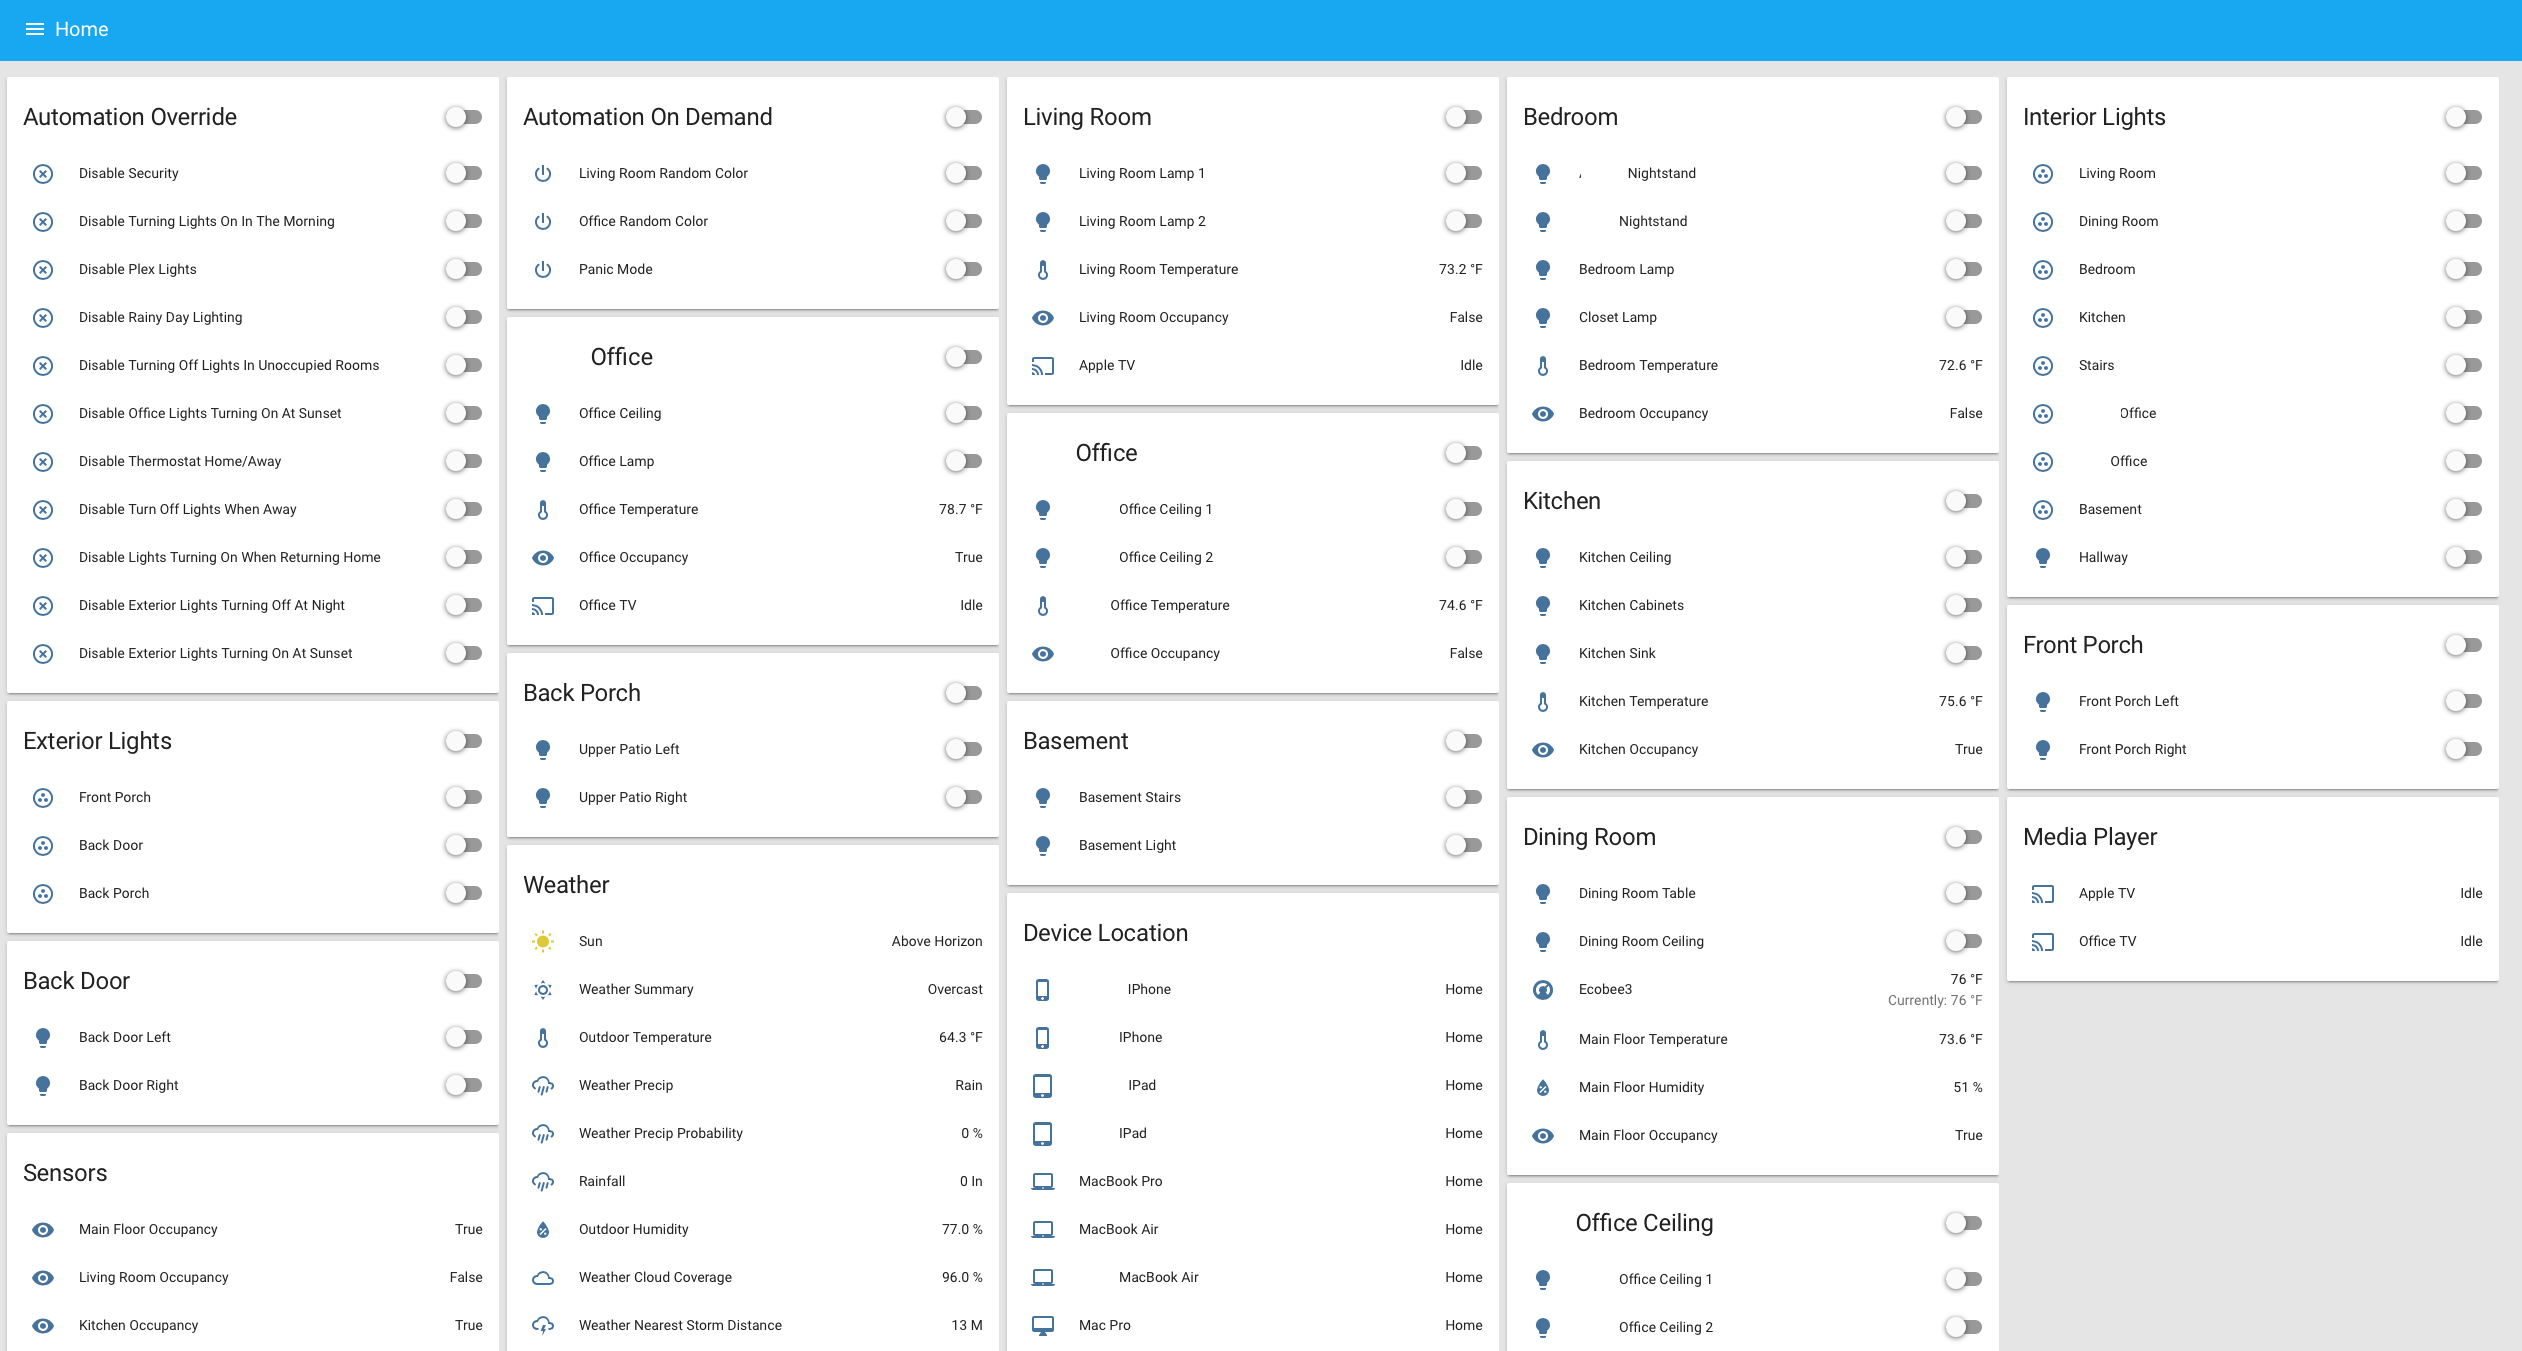 Home
Automation Override
Disable Security
Disable Turning Lights On In The Morning
Disable Plex Lights
Disable Rainy Day Lighting
Disable Turning Off Lights In Unoccupied Rooms
Disable Office Lights Turning On At Sunset
Disable Thermostat Home/Away
Disable Turn Off Lights When Away
Disable Lights Turning On When Returning Home
Disable Exterior Lights Turning Off At Night
Disable Exterior Lights Turning On At Sunset
Exterior Lights
Front Porch
Back Door
Back Porch
Back Door
Back Door Left
Back Door Right
Sensors
Main Floor Occupancy True
Living Room Occupancy False
Kitchen Occupancy True
Automation On Demand
Living Room Random Color
Office Random Color
Panic Mode
Office
Office Ceiling
Office Lamp
Office Temperature 78.7 °F
Office Occupancy True
Office TV Idle
Back Porch
Upper Patio Left
Upper Patio Right
Weather
Sun Above Horizon
Weather Summary Overcast
Outdoor Temperature 64.3 °F
Weather Precip Rain
Weather Precip Probability 0 %
Rainfall 0 In
Outdoor Humidity 77.0 %
Weather Cloud Coverage 96.0 %
Weather Nearest Storm Distance 13 M
Living Room
Living Room Lamp 1
Living Room Lamp 2
Living Room Temperature 73.2 °F
Living Room Occupancy False
Apple TV Idle
Office
Office Ceiling 1
Office Ceiling 2
Office Temperature 74.6 °F
Office Occupancy False
Basement
Basement Stairs
Basement Light
Device Location
IPhone Home
IPhone Home
IPad Home
IPad Home
MacBook Pro Home
MacBook Air Home
MacBook Air Home
Mac Pro Home
Bedroom
Nightstand
Nightstand
Bedroom Lamp
Closet Lamp
Bedroom Temperature 72.6 °F
Bedroom Occupancy False
Kitchen
Kitchen Ceiling
Kitchen Cabinets
Kitchen Sink
Kitchen Temperature 75.6 °F
Kitchen Occupancy True
Dining Room
Dining Room Table
Dining Room Ceiling
Ecobee3 76 °F
Currently: 76 °F
Main Floor Temperature 73.6 °F
Main Floor Humidity 51 %
Main Floor Occupancy True
Office Ceiling
Office Ceiling 1
Office Ceiling 2
Interior Lights
Living Room
Dining Room
Bedroom
Kitchen
Stairs
Office
Office
Basement
Hallway
Front Porch
Front Porch Left
Front Porch Right
Media Player
Apple TV Idle
Office TV Idle